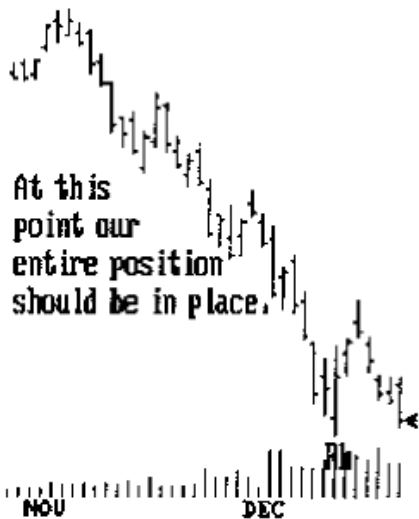 At this
point our
entire position
should be in place.
NOV
DEC